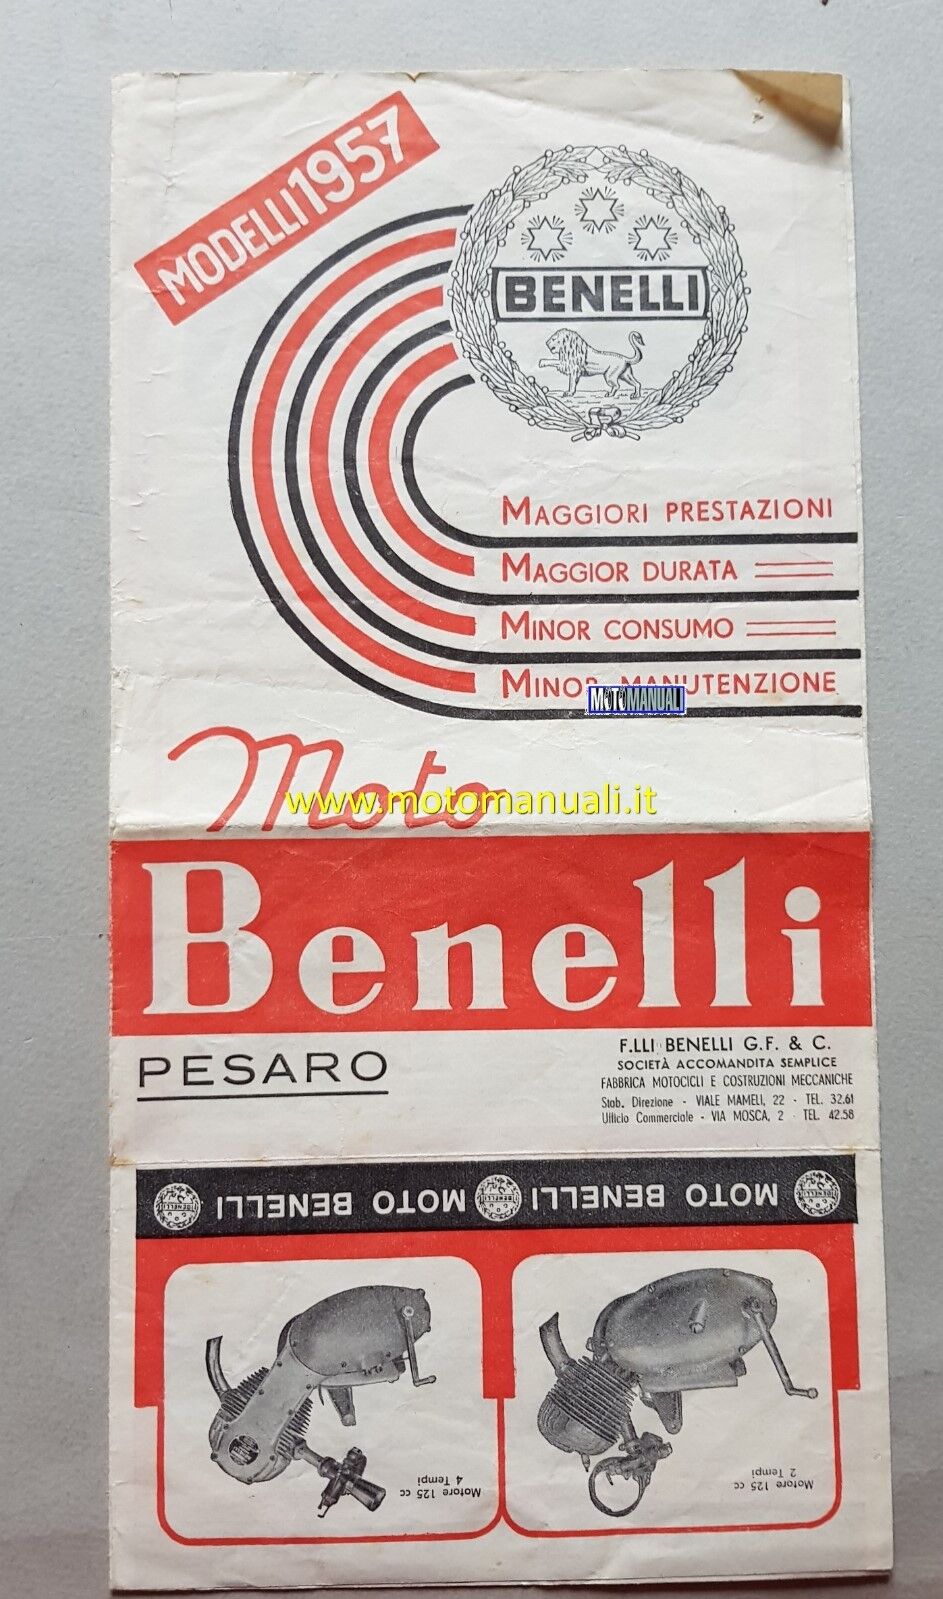 MODELLI 1957
BENELLI
MAGGIORI PRESTAZIONI
MAGGIOR DURATA
MINOR CONSUMO
MINOR MANUTENZIONE
MOTOMANUALI
Moto
www.motomanuali.it
Benelli
PESARO
F.LLI BENELLI G.F. & C.
SOCIETÀ ACCOMANDITA SEMPLICE
FABBRICA MOTOCICLI E COSTRUZIONI MECCANICHE
Stab. Direzione - VIALE MAMELI, 22 - TEL. 32.61
Ufficio Commerciale - VIA MOSCA, 2 - TEL. 42.58
MOTO BENELLI MOTO BENELLI
Motore 125 cc
4 Tempi
Motore 125 cc
2 Tempi